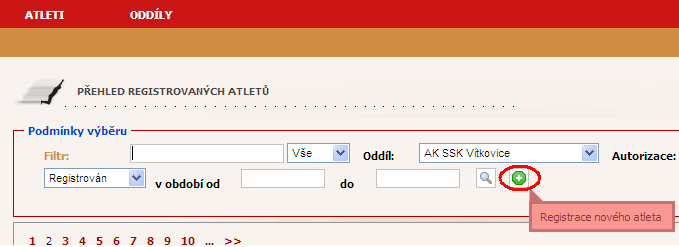 ATLETI ODDÍLY
PŘEHLED REGISTROVANÝCH ATLETŮ
Podmínky výběru
Filtr: Vše Oddíl: AK SSK Vítkovice Autorizace:
Registrován v období od do
Registrace nového atleta
1 2 3 4 5 6 7 8 9 10 ... >>